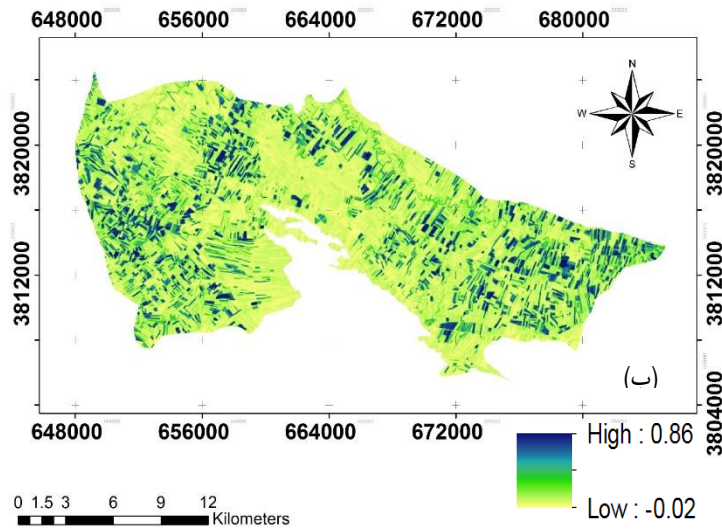 648000 656000 664000 672000 680000
N
W E
S
3820000 3820000
3812000 3812000
(ب)
3804000
648000 656000 664000 672000
High : 0.86
Low : -0.02
0 1.5 3 6 9 12
Kilometers